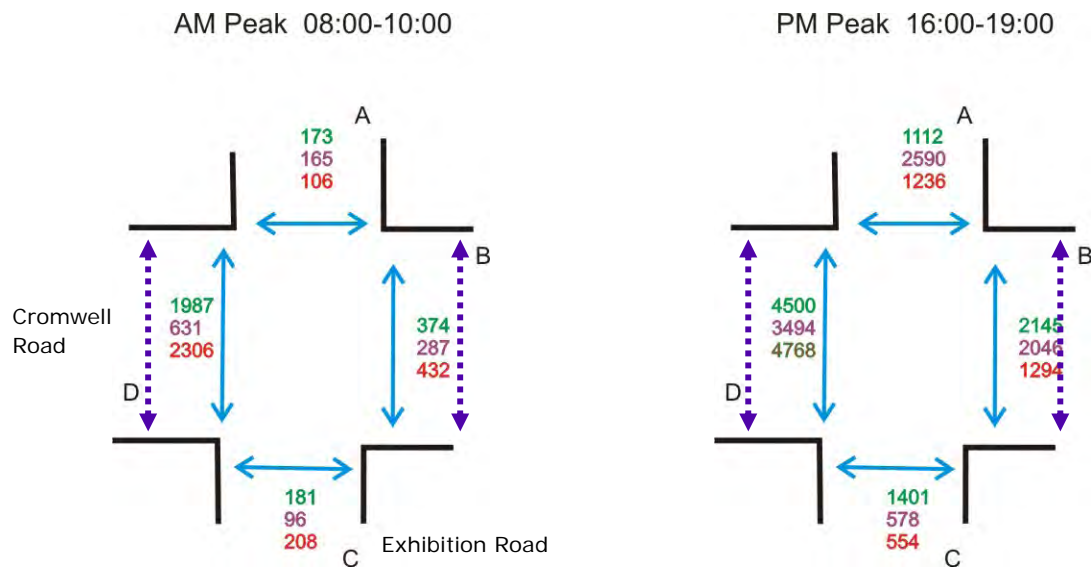 AM Peak 08:00-10:00
A
173
165
106
B
Cromwell
Road
1987
631
2306
374
287
432
D
181
96
208
C
Exhibition Road
PM Peak 16:00-19:00
A
1112
2590
1236
B
4500
3494
4768
2145
2046
1294
D
1401
578
554
C